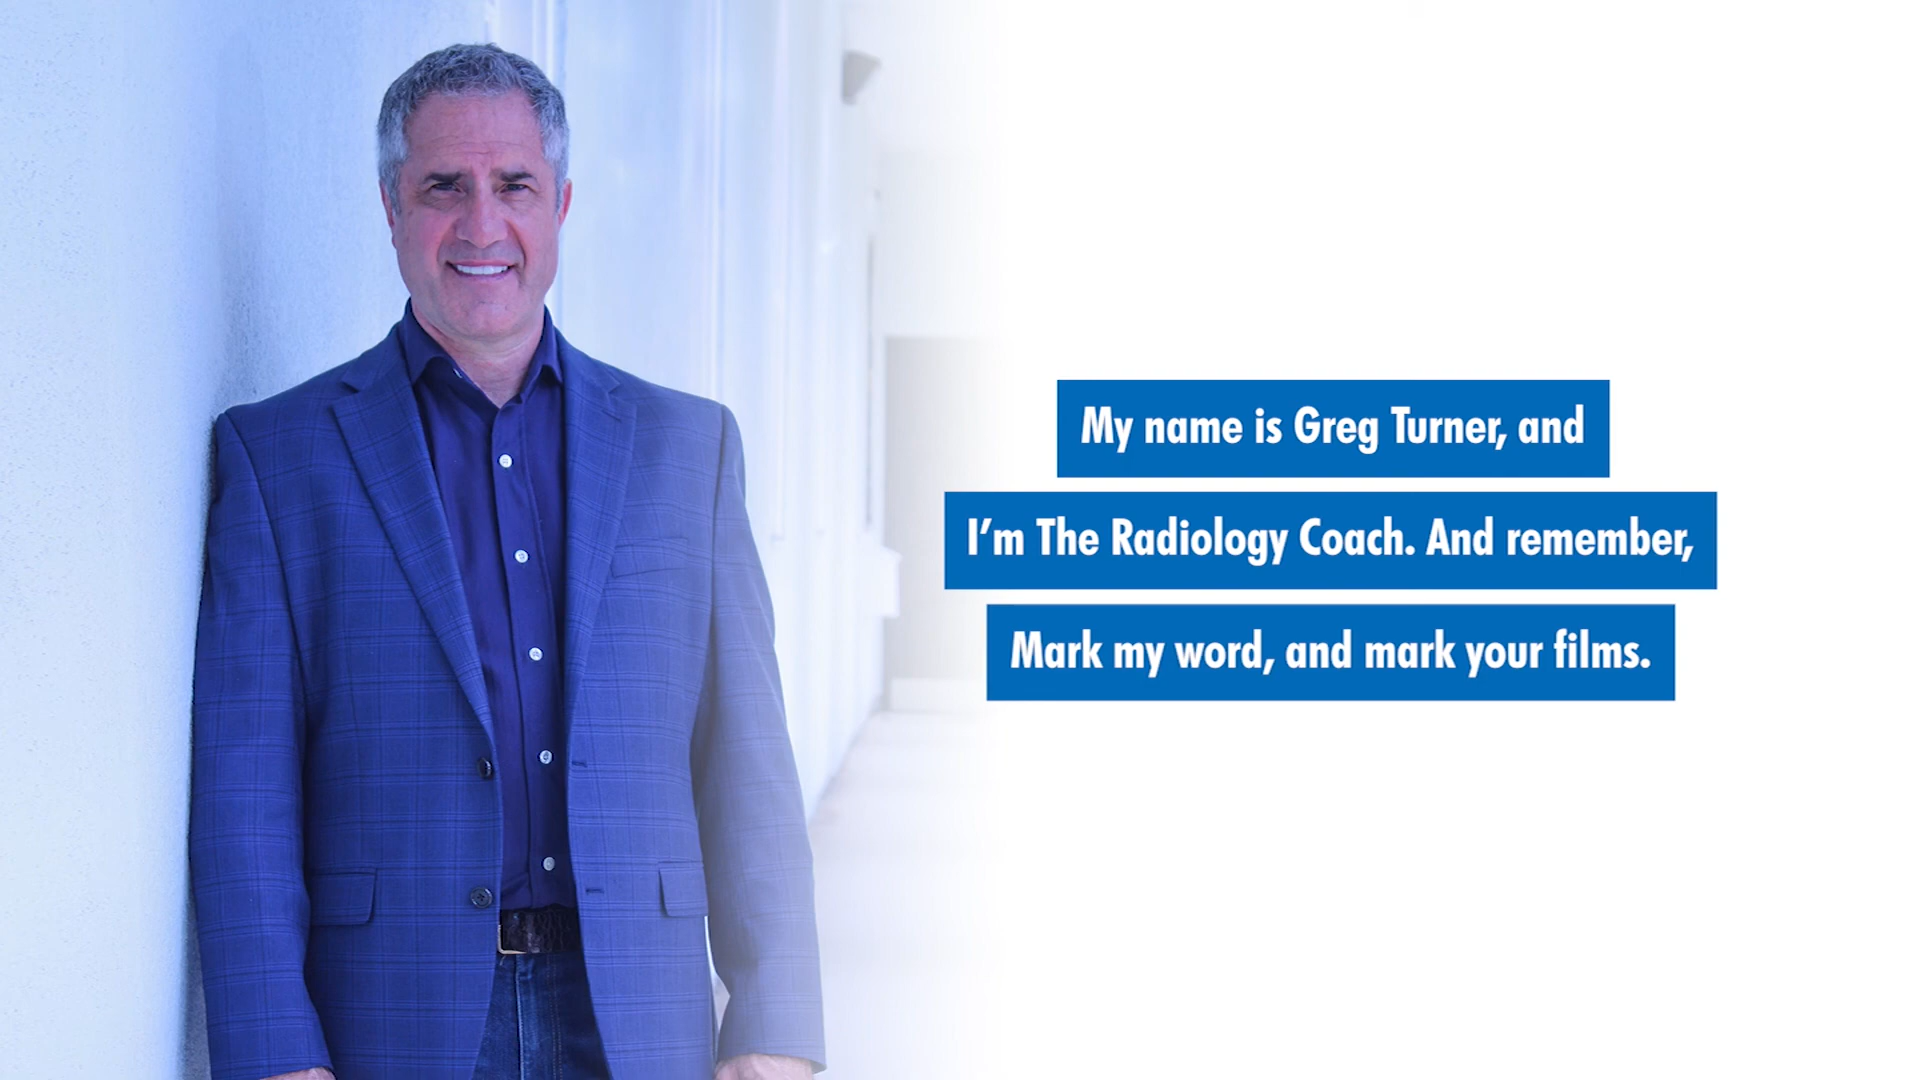 My name is Greg Turner, and
I’m The Radiology Coach. And remember,
Mark my word, and mark your films.